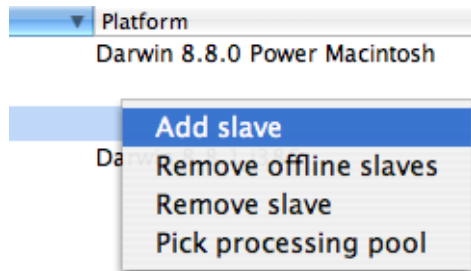 Platform
Darwin 8.8.0 Power Macintosh
Add slave
Remove offline slaves
Remove slave
Pick processing pool